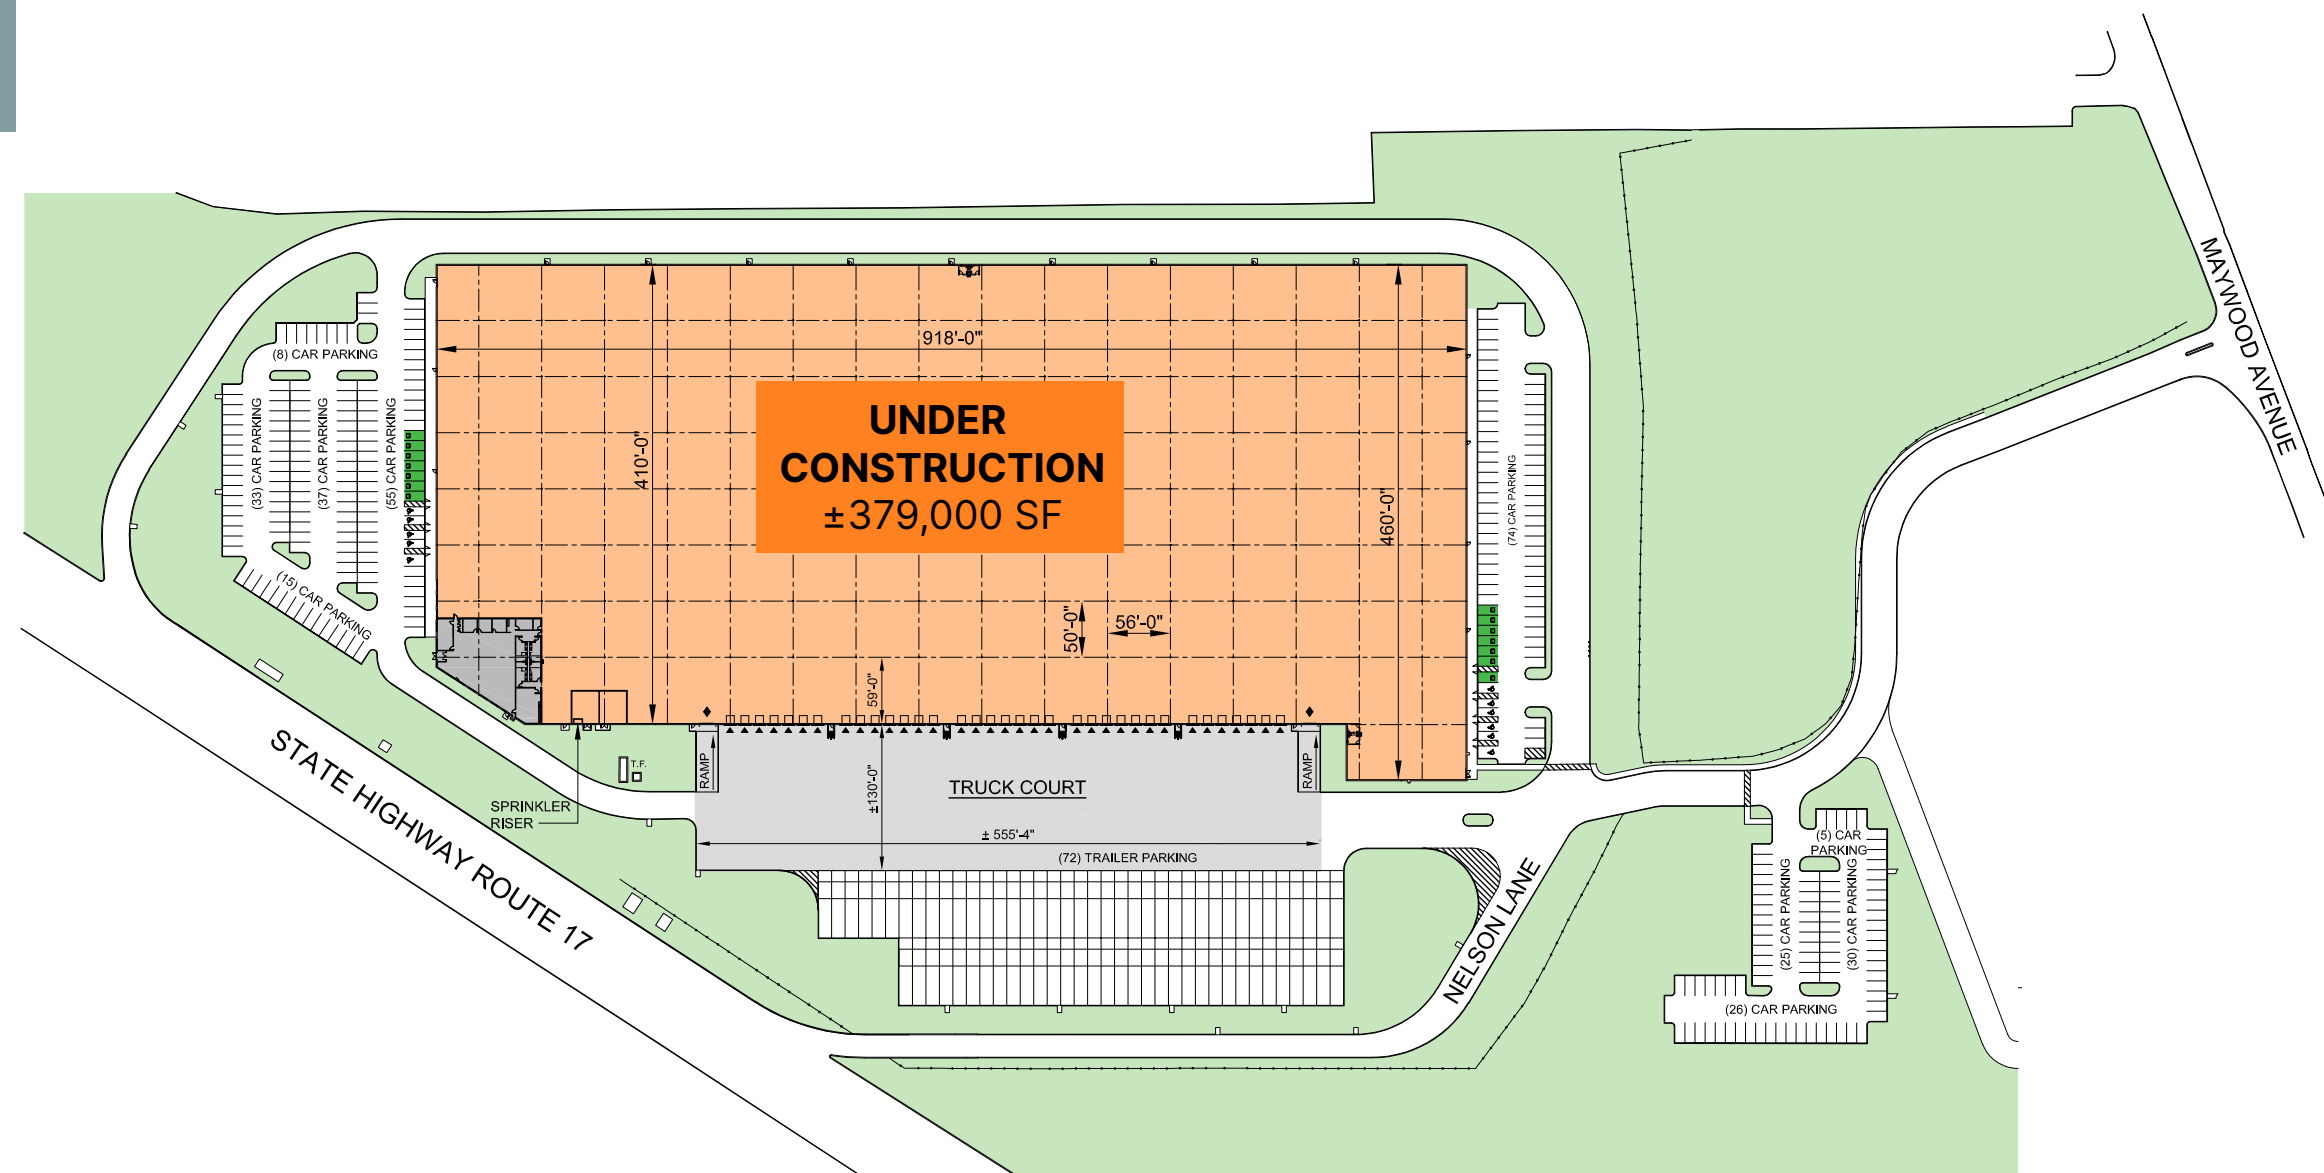 MAYWOOD AVENUE
918'-0"
(8) CAR PARKING
UNDER
CONSTRUCTION
±379,000 SF
410'-0"
460'-0"
(33) CAR PARKING
(37) CAR PARKING
(55) CAR PARKING
(74) CAR PARKING
(15) CAR PARKING
50'-0"
56'-0"
59'-0"
STATE HIGHWAY ROUTE 17
T.F.
SPRINKLER
RISER
RAMP
±130'-0"
TRUCK COURT
RAMP
± 555'-4"
(72) TRAILER PARKING
NELSON LANE
(5) CAR
PARKING
(25) CAR PARKING
(30) CAR PARKING
(26) CAR PARKING